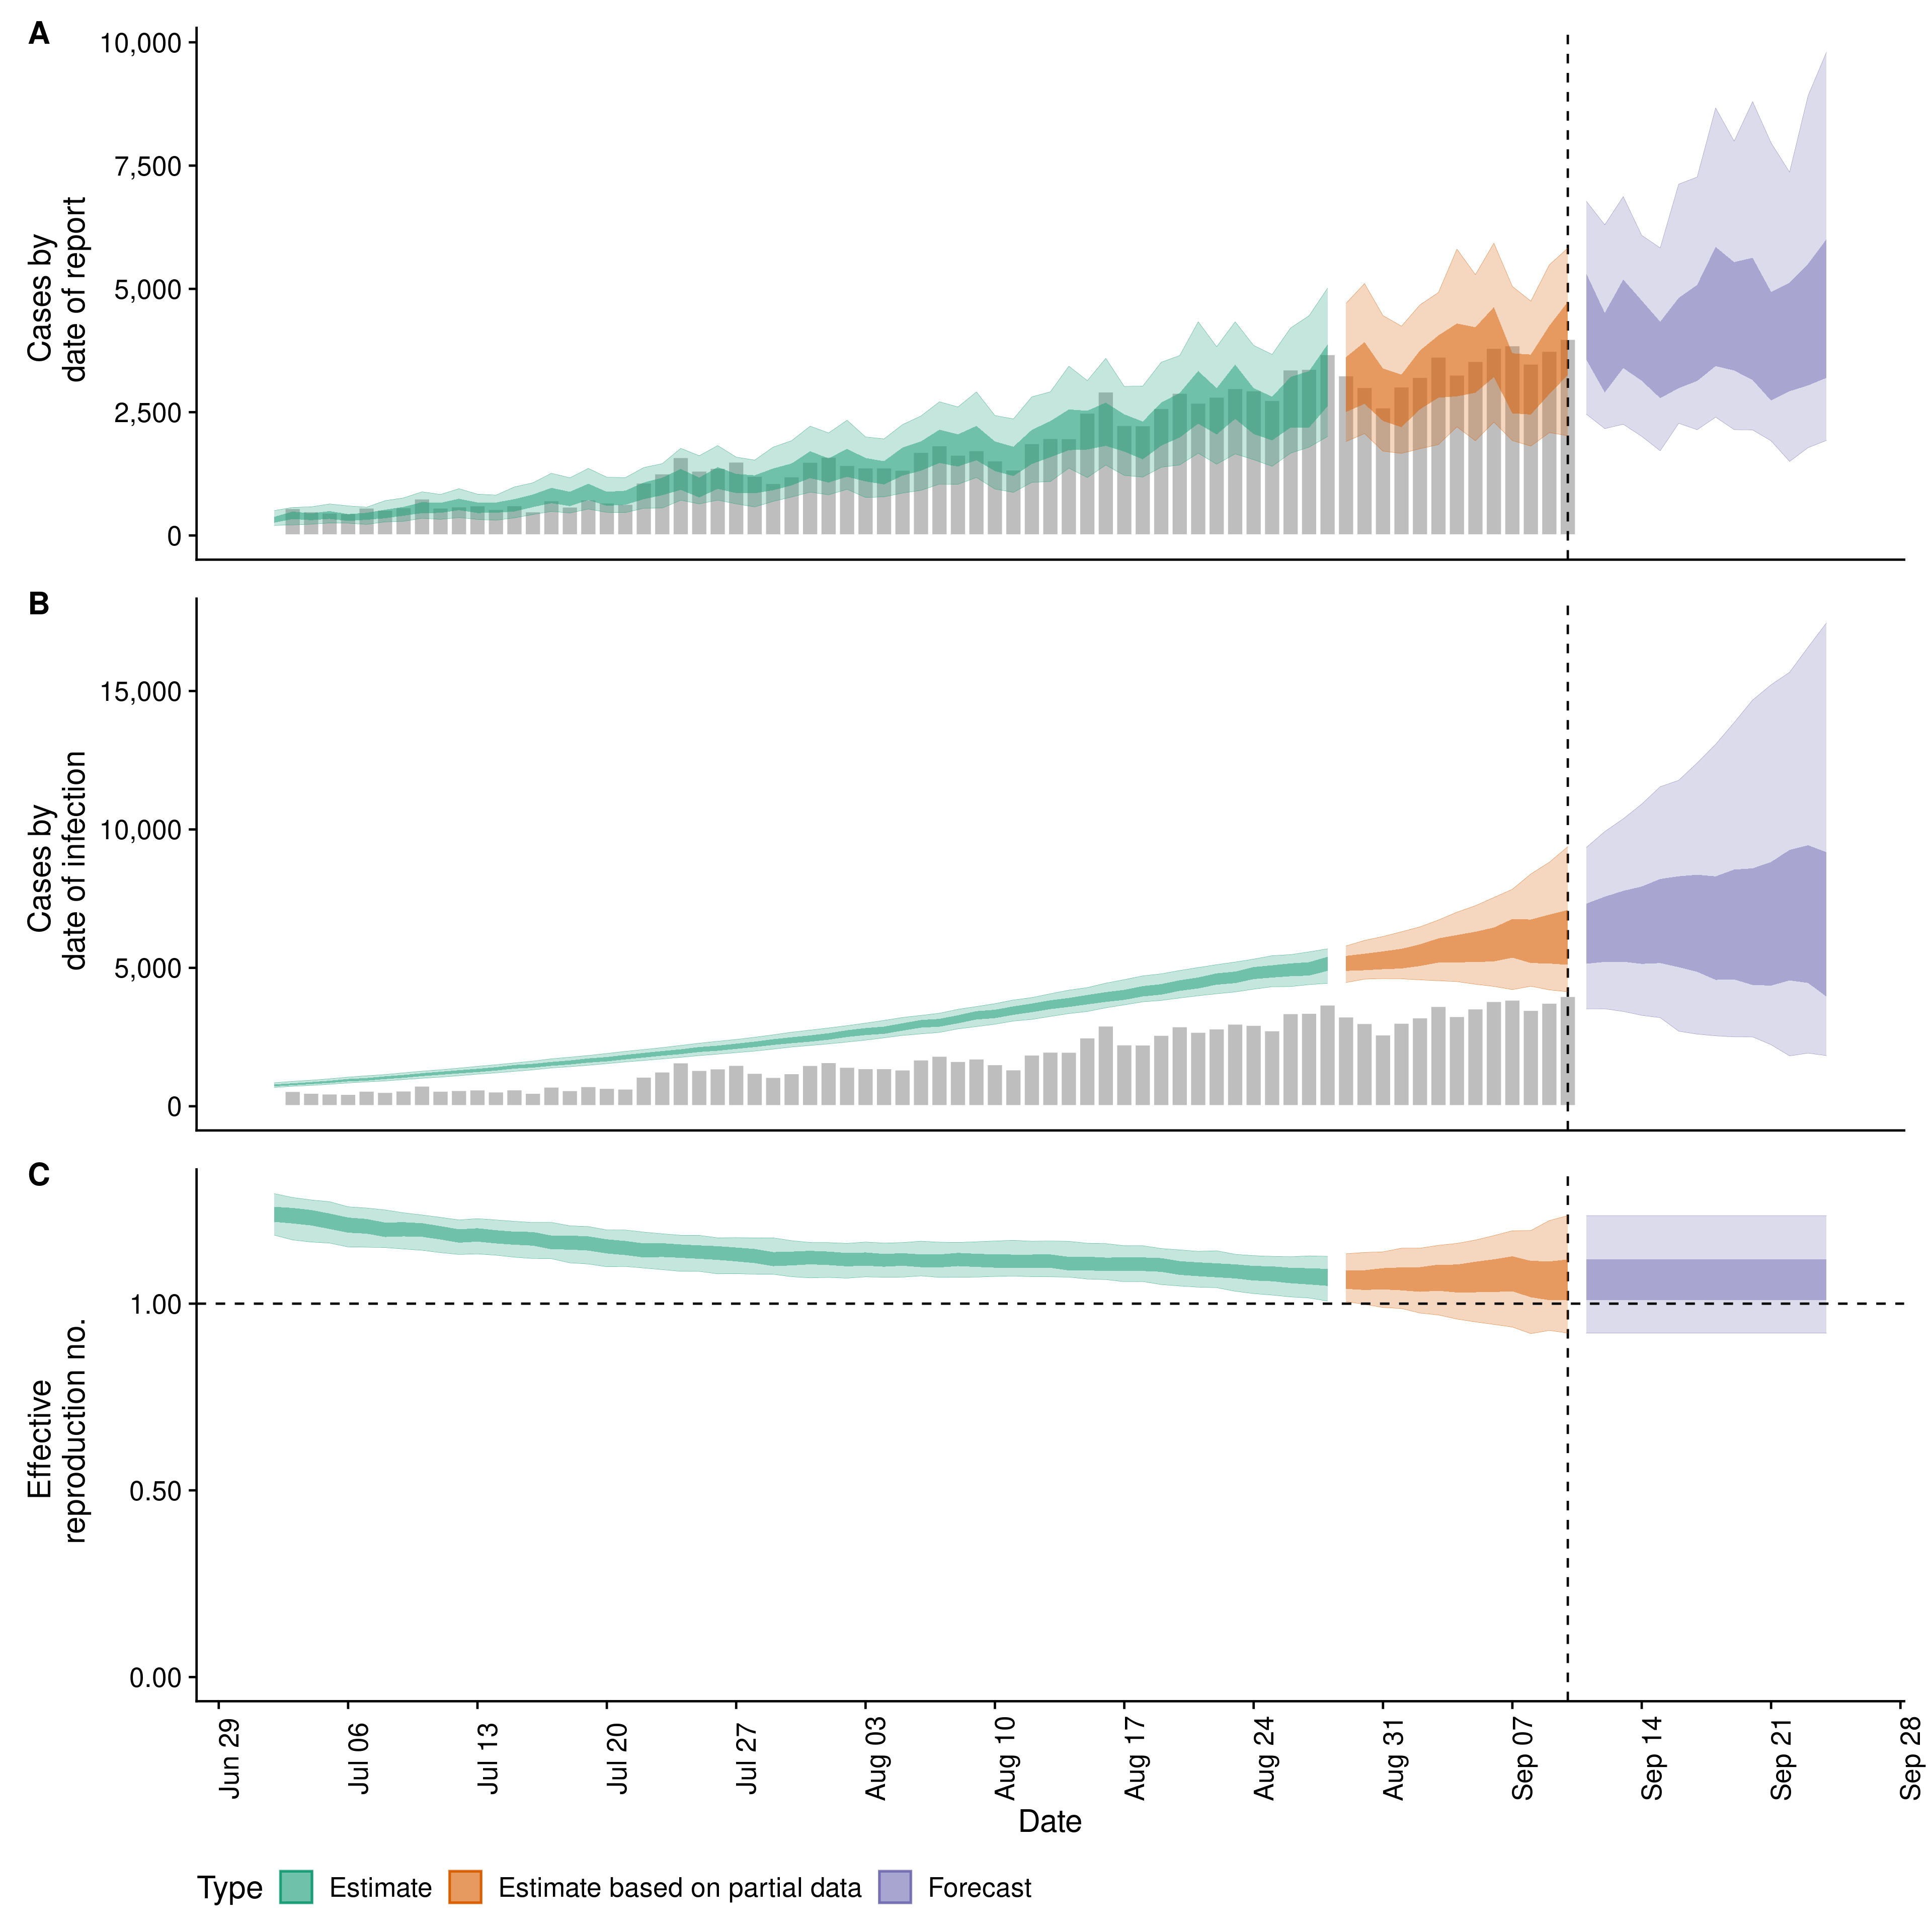 A
10,000
7,500
5,000
2,500
0
Cases by
date of report
B
15,000
10,000
5,000
0
Cases by
date of infection
C
1.00
0.50
0.00
Effective
reproduction no.
Jun 29
Jul 06
Jul 13
Jul 20
Jul 27
Aug 03
Aug 10
Aug 17
Aug 24
Aug 31
Sep 07
Sep 14
Sep 21
Sep 28
Date
Type Estimate Estimate based on partial data Forecast